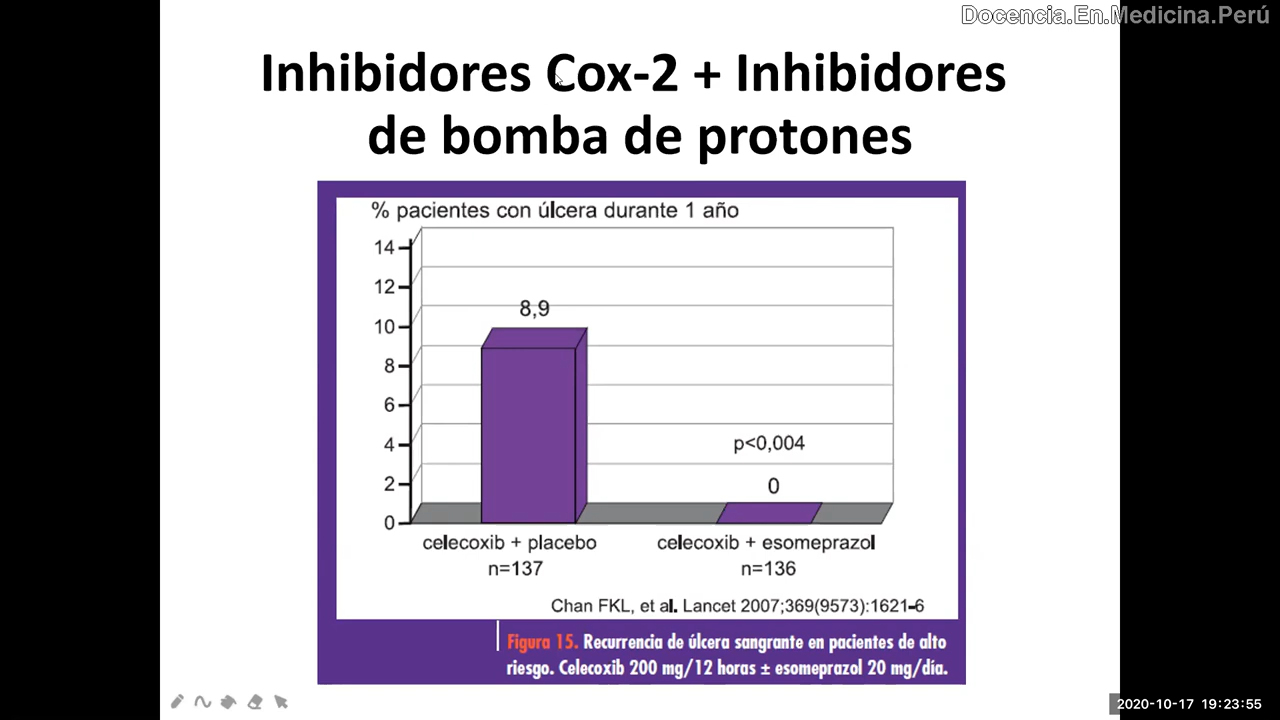 Docencia.En.Medicina.Perú
Inhibidores Cox-2 + Inhibidores
de bomba de protones
% pacientes con úlcera durante 1 año
14
12
10
8
6
4
2
0
8,9
p<0,004
0
celecoxib + placebo
n=137
celecoxib + esomeprazol
n=136
Chan FKL, et al. Lancet 2007;369(9573):1621-6
Figura 15. Recurrencia de úlcera sangrante en pacientes de alto
riesgo. Celecoxib 200 mg/12 horas ± esomeprazol 20 mg/día.
2020-10-17 19:23:55